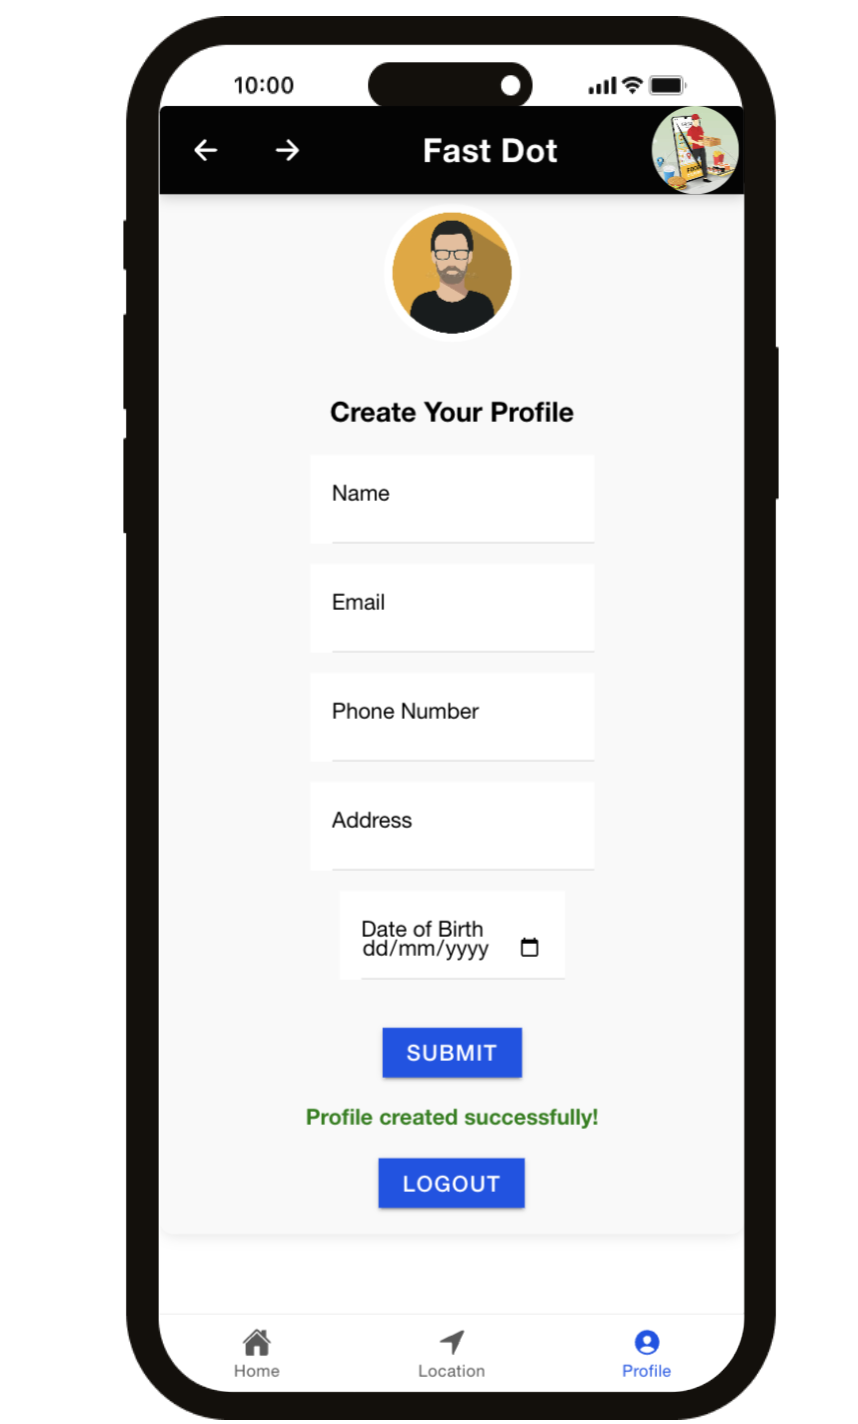 10:00
Fast Dot
Create Your Profile
Name
Email
Phone Number
Address
Date of Birth
dd/mm/yyyy
SUBMIT
Profile created successfully!
LOGOUT
Home
Location
Profile